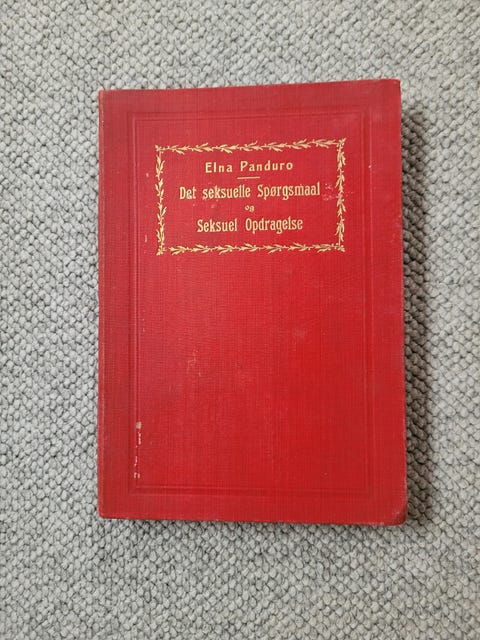 Elna Panduro
Det seksuelle Spørgsmaal
og
Seksuel Opdragelse